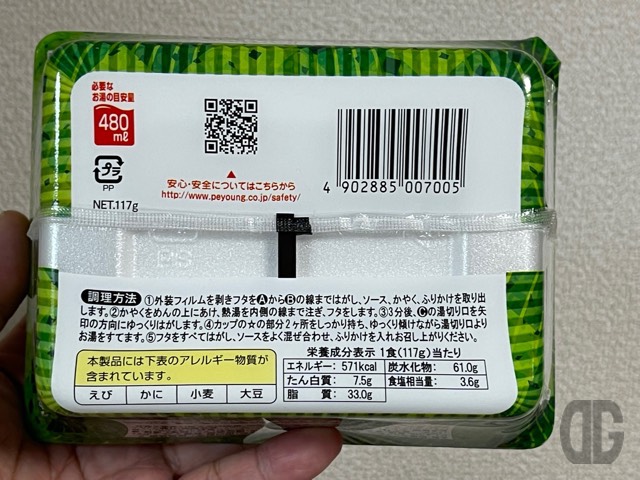 必要な
お湯の目安量
480
mℓ
プラ
PP
NET.117g
安心・安全についてはこちらから
http://www.peyoung.co.jp/safety/
4 902885 007005
調理方法 ①外装フィルムを剥きフタをⒶからⒷの線まではがし、ソース、かやく、ふりかけを取り出
します。②かやくをめんの上にあけ、熱湯を内側の線まで注ぎ、フタをします。③3分後、Ⓒの湯切り口を矢
印の方向にゆっくりはがします。④カップの☆の部分2ヶ所をしっかり持ち、ゆっくり傾けながら湯切り口より
お湯をすてます。⑤フタをすべてはがし、ソースをよく混ぜ合わせ、ふりかけを入れお召し上がりください。
本製品には下表のアレルギー物質が
含まれています。
えび かに 小麦 大豆
栄養成分表示 1食(117g)当たり
エネルギー: 571kcal 炭水化物: 61.0g
たん白質: 7.5g 食塩相当量: 3.6g
脂質: 33.0g
DG